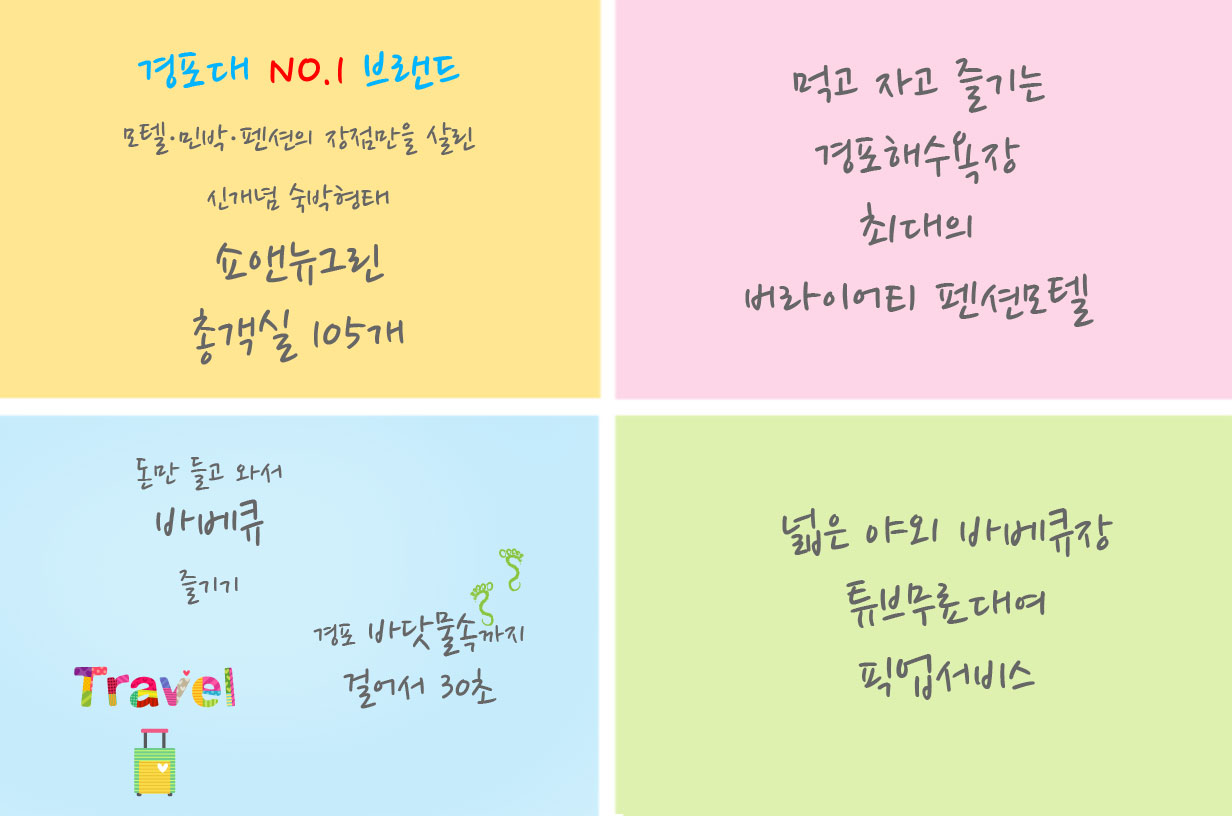 경포대 NO.1 브랜드
모텔·민박·펜션의 장점만을 살린
신개념 숙박형태
쇼앤뉴그린
총객실 105개
먹고 자고 즐기는
경포해수욕장
최대의
버라이어티 펜션모텔
돈만 들고 와서
바베큐
즐기기
경포 바닷물속까지
걸어서 30초
Travel
넓은 야외 바베큐장
튜브무료대여
픽업서비스